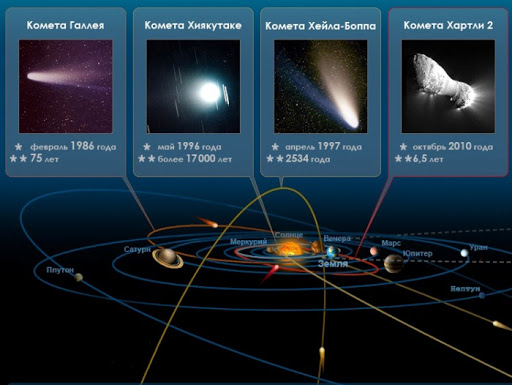 Комета Галлея
★ февраль 1986 года
★★ 75 лет
Комета Хиякутаке
★ май 1996 года
★★ более 17000 лет
Комета Хейла-Боппа
★ апрель 1997 года
★★ 2534 года
Комета Хартли 2
★ октябрь 2010 года
★★ 6,5 лет
Солнце
Меркурий
Венера
Земля
Марс
Юпитер
Сатурн
Уран
Нептун
Плутон